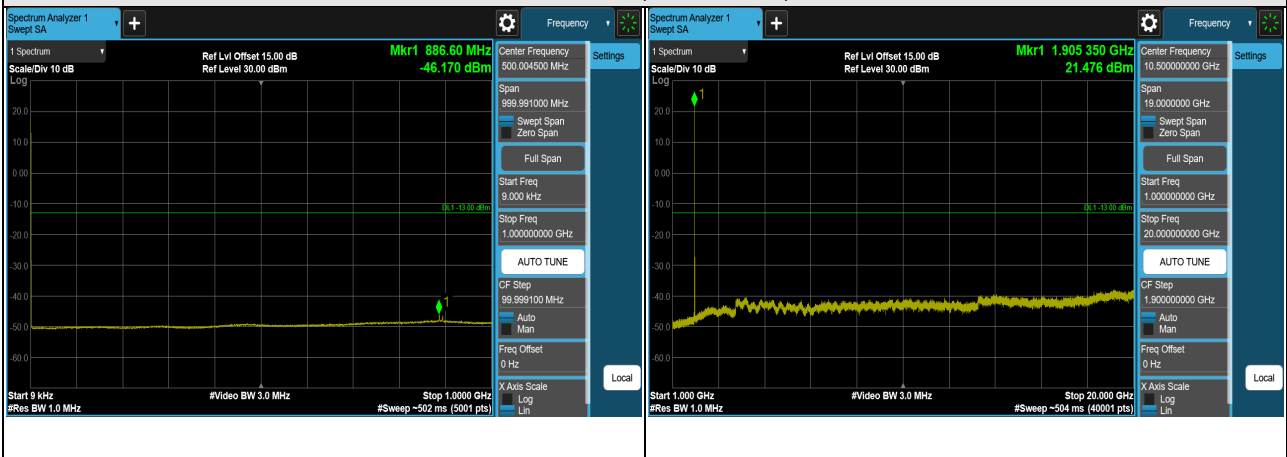 Spectrum Analyzer 1
Swept SA
+
Frequency
1 Spectrum
Scale/Div 10 dB
Log
Ref Lvl Offset 15.00 dB
Ref Level 30.00 dBm
Mkr1 886.60 MHz
-46.170 dBm
20.0
10.0
0.00
-10.0
-20.0
-30.0
-40.0
-50.0
-60.0
DL1 -13.00 dBm
1
Start 9 kHz
#Res BW 1.0 MHz
#Video BW 3.0 MHz
Stop 1.0000 GHz
#Sweep ~502 ms (5001 pts)
Center Frequency
500.004500 MHz
Span
999.991000 MHz
Swept Span
Zero Span
Full Span
Start Freq
9.000 kHz
Stop Freq
1.000000000 GHz
AUTO TUNE
CF Step
99.999100 MHz
Auto
Man
Freq Offset
0 Hz
X Axis Scale
Log
Lin
Settings
Local
Spectrum Analyzer 1
Swept SA
+
Frequency
1 Spectrum
Scale/Div 10 dB
Log
Ref Lvl Offset 15.00 dB
Ref Level 30.00 dBm
Mkr1 1.905 350 GHz
21.476 dBm
1
20.0
10.0
0.00
-10.0
-20.0
-30.0
-40.0
-50.0
-60.0
DL1 -13.00 dBm
Start 1.000 GHz
#Res BW 1.0 MHz
#Video BW 3.0 MHz
Stop 20.000 GHz
#Sweep ~504 ms (40001 pts)
Center Frequency
10.500000000 GHz
Span
19.0000000 GHz
Swept Span
Zero Span
Full Span
Start Freq
1.000000000 GHz
Stop Freq
20.000000000 GHz
AUTO TUNE
CF Step
1.900000000 GHz
Auto
Man
Freq Offset
0 Hz
X Axis Scale
Log
Lin
Settings
Local